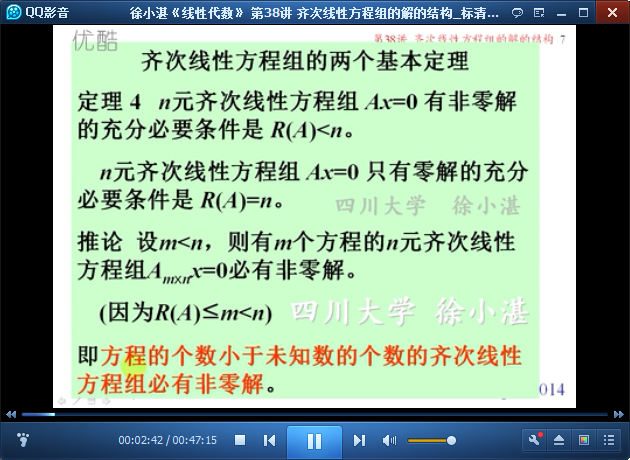 QQ影音
徐小湛《线性代数》 第38讲 齐次线性方程组的解的结构_标清...
优酷
第38讲 齐次线性方程组的解的结构 7
齐次线性方程组的两个基本定理
定理 4 n元齐次线性方程组 Ax=0 有非零解
的充分必要条件是 R(A)<n。
n元齐次线性方程组 Ax=0 只有零解的充分
必要条件是 R(A)=n。
四川大学 徐小湛
推论 设m<n，则有m个方程的n元齐次线性
方程组Am×nx=0必有非零解。
(因为R(A)≤m<n)
四川大学 徐小湛
即方程的个数小于未知数的个数的齐次线性
方程组必有非零解。
014
00:02:42 / 00:47:15